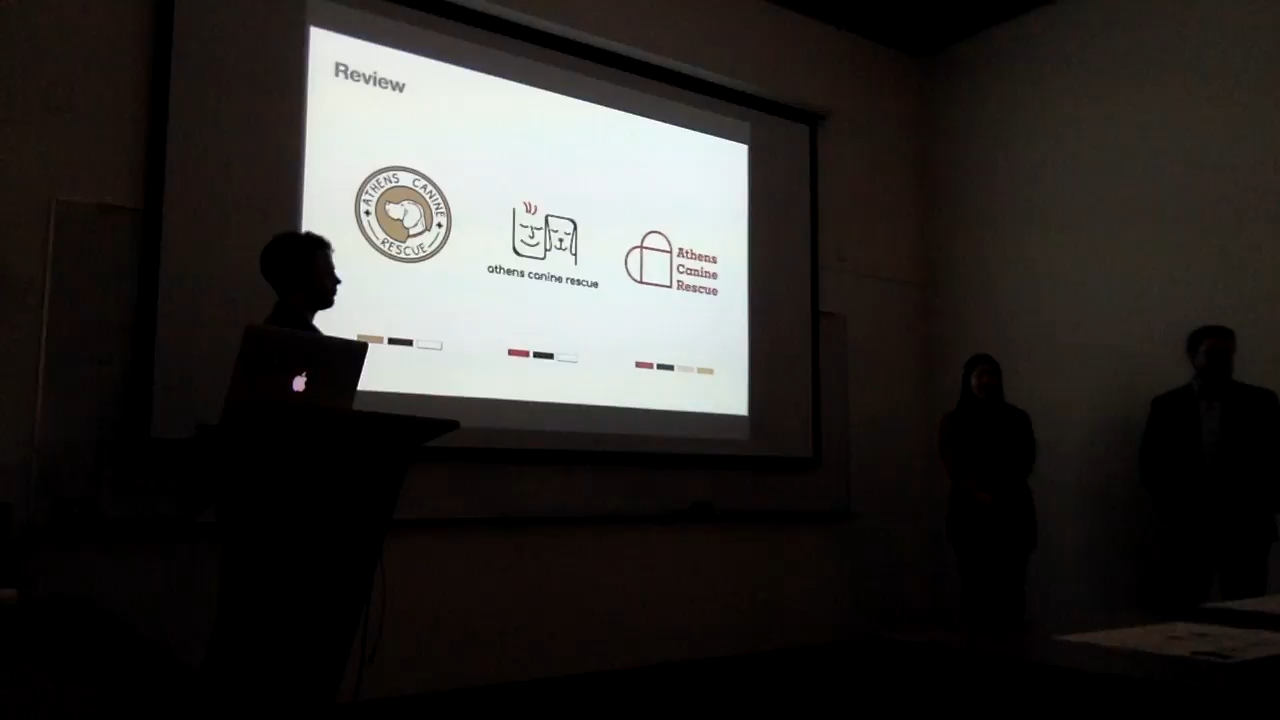 Review
ATHENS CANINE
RESCUE
athens canine rescue
Athens
Canine
Rescue